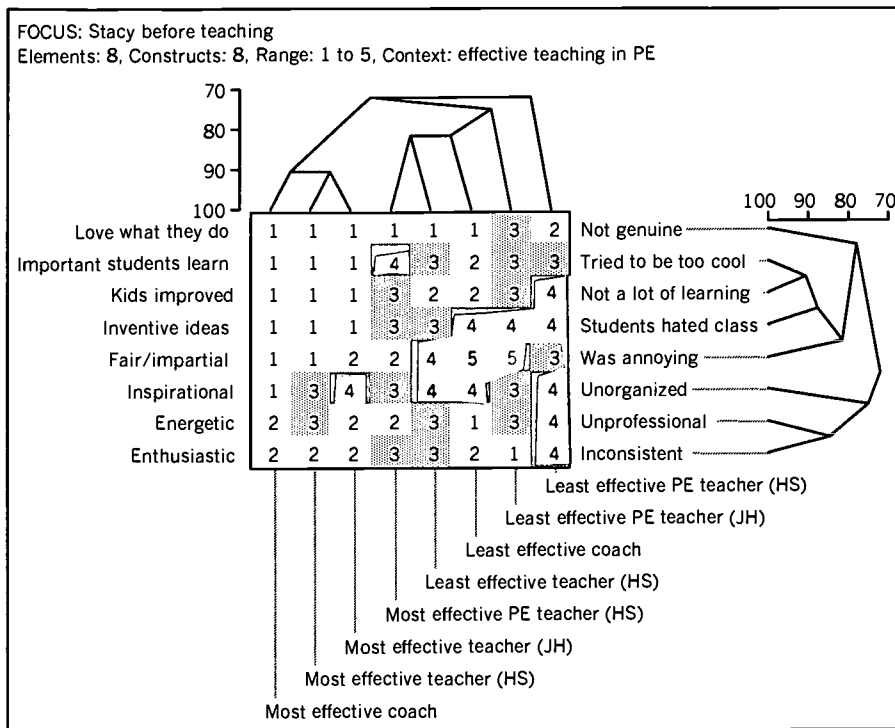 FOCUS: Stacy before teaching
Elements: 8, Constructs: 8, Range: 1 to 5, Context: effective teaching in PE
70
80
90
100
100 90 80 70
Love what they do 1 1 1 1 1 1 3 2 Not genuine
Important students learn 1 1 1 4 3 2 3 3 Tried to be too cool
Kids improved 1 1 1 3 2 2 3 4 Not a lot of learning
Inventive ideas 1 1 1 3 3 4 4 4 Students hated class
Fair/impartial 1 1 2 2 4 5 5 3 Was annoying
Inspirational 1 3 4 3 4 4 3 4 Unorganized
Energetic 2 3 2 2 3 1 3 4 Unprofessional
Enthusiastic 2 2 2 3 3 2 1 4 Inconsistent
Least effective PE teacher (HS)
Least effective PE teacher (JH)
Least effective coach
Least effective teacher (HS)
Most effective PE teacher (HS)
Most effective teacher (JH)
Most effective teacher (HS)
Most effective coach